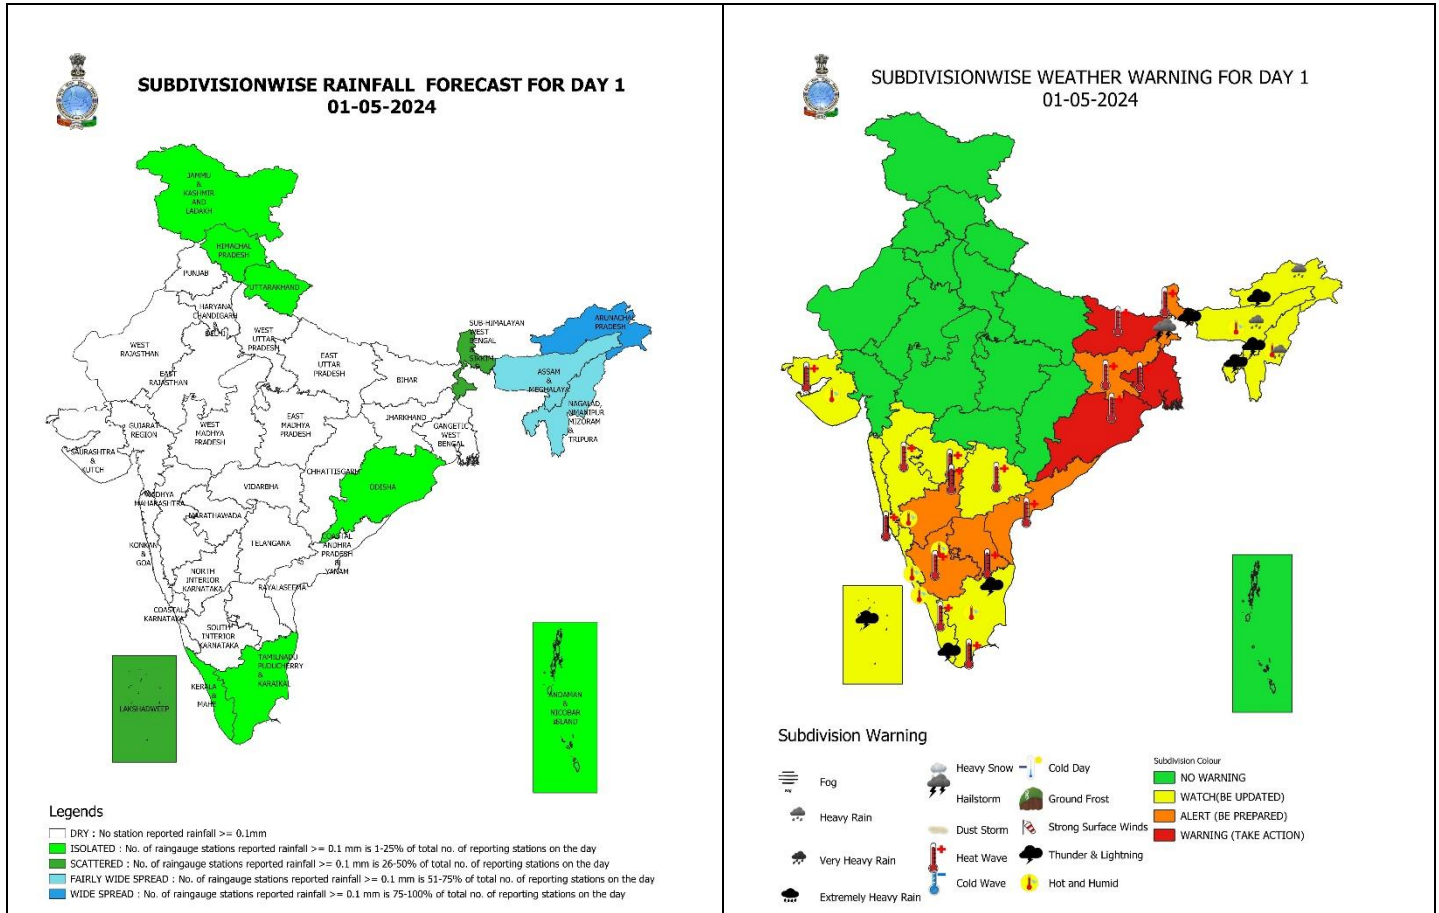 SUBDIVISIONWISE RAINFALL FORECAST FOR DAY 1
01-05-2024
JAMMU
&
KASHMIR
AND
LADAKH
HIMACHAL
PRADESH
PUNJAB
UTTARAKHAND
HARYANA
CHANDIGARH
&
DELHI
WEST
RAJASTHAN
WEST
UTTAR
PRADESH
EAST
RAJASTHAN
EAST
UTTAR
PRADESH
SUB-HIMALAYAN
WEST
BENGAL
&
SIKKIM
ARUNACHAL
PRADESH
ASSAM
&
MEGHALAYA
NAGALAD,
MANIPUR
MIZORAM
&
TRIPURA
BIHAR
JHARKHAND
GANGETIC
WEST
BENGAL
GUJARAT
REGION
WEST
MADHYA
PRADESH
EAST
MADHYA
PRADESH
SAURASHTRA
&
KUTCH
CHHATTISGARH
ODISHA
VIDARBHA
MADHYA
MAHARASHTRA
MARATHAWADA
KONKAN
&
GOA
TELANGANA
COASTAL
ANDHRA
PRADESH
&
YANAM
NORTH
INTERIOR
KARNATAKA
RAYALASEEMA
COASTAL
KARNATAKA
SOUTH
INTERIOR
KARNATAKA
TAMILNADU
PUDUCHERRY
&
KARAIKAL
KERALA
&
MAHE
LAKSHADWEEP
ANDAMAN
&
NICOBAR
ISLAND
Legends
DRY : No station reported rainfall >= 0.1mm
ISOLATED : No. of raingauge stations reported rainfall >= 0.1 mm is 1-25% of total no. of reporting stations on the day
SCATTERED : No. of raingauge stations reported rainfall >= 0.1 mm is 26-50% of total no. of reporting stations on the day
FAIRLY WIDE SPREAD : No. of raingauge stations reported rainfall >= 0.1 mm is 51-75% of total no. of reporting stations on the day
WIDE SPREAD : No. of raingauge stations reported rainfall >= 0.1 mm is 75-100% of total no. of reporting stations on the day
SUBDIVISIONWISE WEATHER WARNING FOR DAY 1
01-05-2024
Subdivision Warning
Fog
Heavy Rain
Very Heavy Rain
Extremely Heavy Rain
Heavy Snow
Hailstorm
Dust Storm
Heat Wave
Cold Wave
Cold Day
Ground Frost
Strong Surface Winds
Thunder & Lightning
Hot and Humid
Subdivision Colour
NO WARNING
WATCH(BE UPDATED)
ALERT (BE PREPARED)
WARNING (TAKE ACTION)